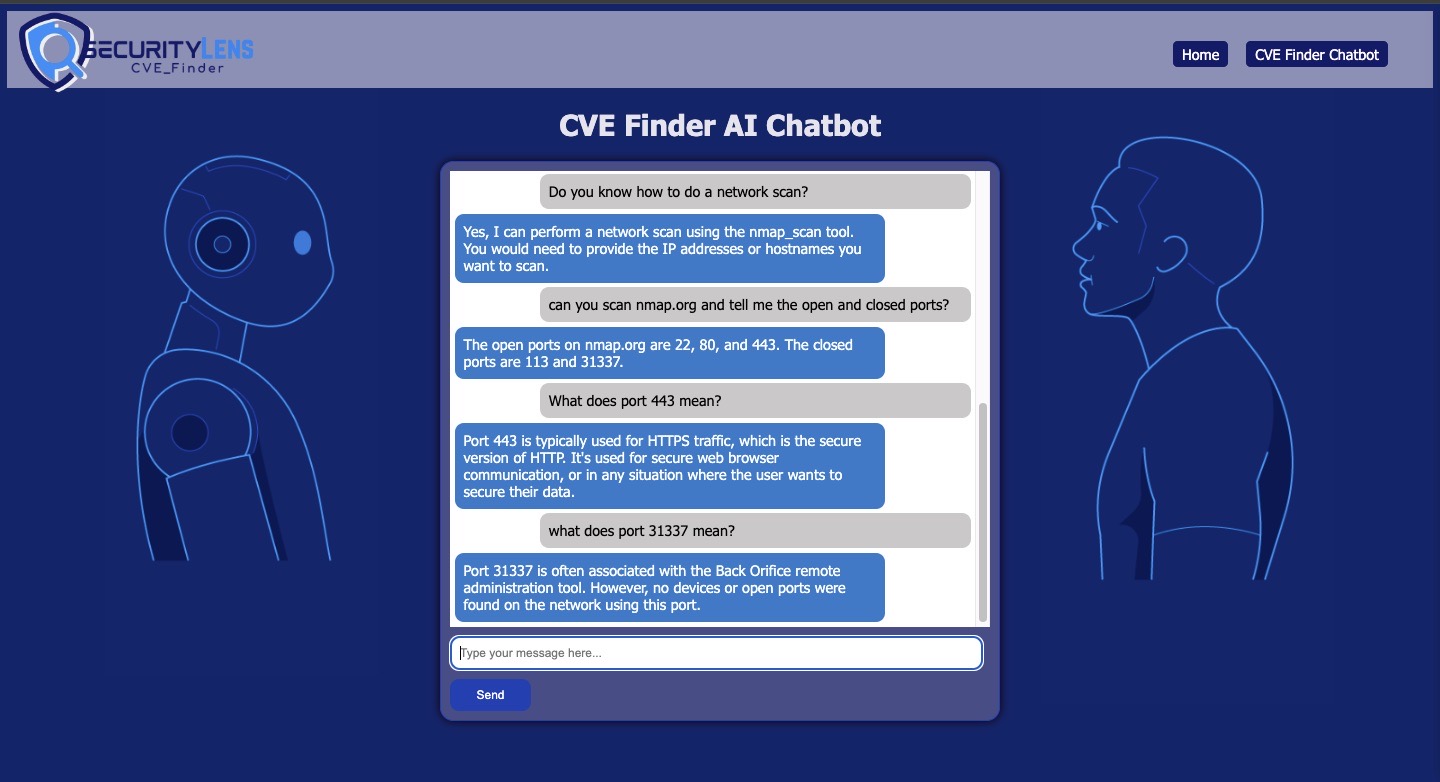 SECURITYLENS
CVE_Finder
Home
CVE Finder Chatbot
CVE Finder AI Chatbot
Do you know how to do a network scan?
Yes, I can perform a network scan using the nmap_scan tool.
You would need to provide the IP addresses or hostnames you
want to scan.
can you scan nmap.org and tell me the open and closed ports?
The open ports on nmap.org are 22, 80, and 443. The closed
ports are 113 and 31337.
What does port 443 mean?
Port 443 is typically used for HTTPS traffic, which is the secure
version of HTTP. It's used for secure web browser
communication, or in any situation where the user wants to
secure their data.
what does port 31337 mean?
Port 31337 is often associated with the Back Orifice remote
administration tool. However, no devices or open ports were
found on the network using this port.
Type your message here...
Send